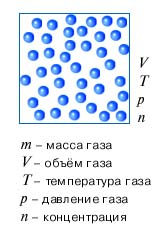 V
T
p
n
m – масса газа
V – объём газа
T – температура газа
p – давление газа
n – концентрация